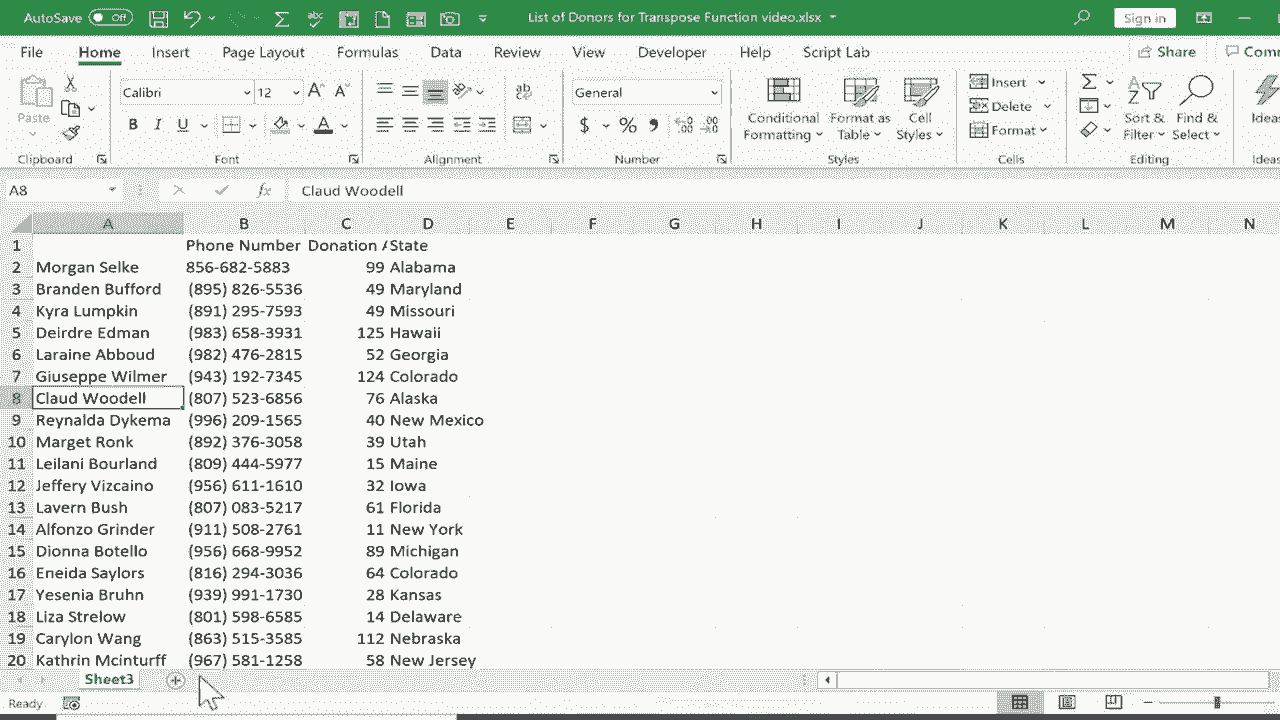 AutoSave Off List of Donors for Transpose Function video.xlsx Sign in
File Home Insert Page Layout Formulas Data Review View Developer Help Script Lab Share
Calibri 12 General Insert
Paste B I U $ % Conditional Format as Cell Delete Sort & Find &
Formatting Table Styles Format Filter Select
Clipboard Font Alignment Number Styles Cells Editing
A8 fx Claud Woodell
A B C D E F G H I J K L M N
1 Phone Number Donation State
2 Morgan Selke 856-682-5883 99 Alabama
3 Branden Bufford (895) 826-5536 49 Maryland
4 Kyra Lumpkin (891) 295-7593 49 Missouri
5 Deirdre Edman (983) 658-3931 125 Hawaii
6 Laraine Abboud (982) 476-2815 52 Georgia
7 Giuseppe Wilmer (943) 192-7345 124 Colorado
8 Claud Woodell (807) 523-6856 76 Alaska
9 Reynalda Dykema (996) 209-1565 40 New Mexico
10 Marget Ronk (892) 376-3058 39 Utah
11 Leilani Bourland (809) 444-5977 15 Maine
12 Jeffery Vizcaino (956) 611-1610 32 Iowa
13 Lavern Bush (807) 083-5217 61 Florida
14 Alfonzo Grinder (911) 508-2761 11 New York
15 Dionna Botello (956) 668-9952 89 Michigan
16 Eneida Saylors (816) 294-3036 64 Colorado
17 Yesenia Bruhn (939) 991-1730 28 Kansas
18 Liza Strelow (801) 598-6585 14 Delaware
19 Carylon Wang (863) 515-3585 112 Nebraska
20 Kathrin Mcinturff (967) 581-1258 58 New Jersey
Sheet3
Ready